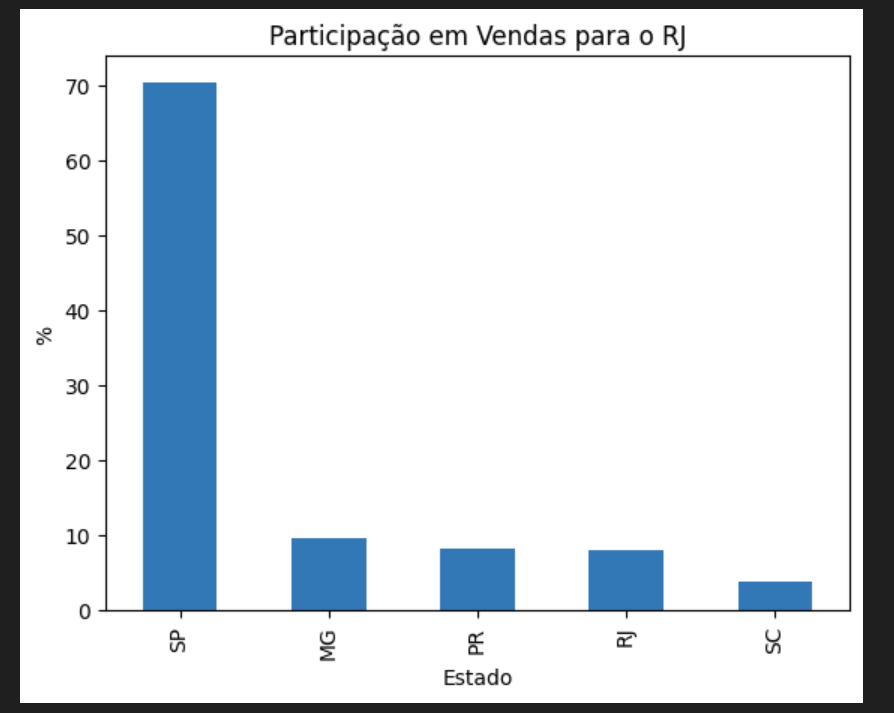 Participação em Vendas para o RJ
%
70
60
50
40
30
20
10
0
SP
MG
PR
RJ
SC
Estado